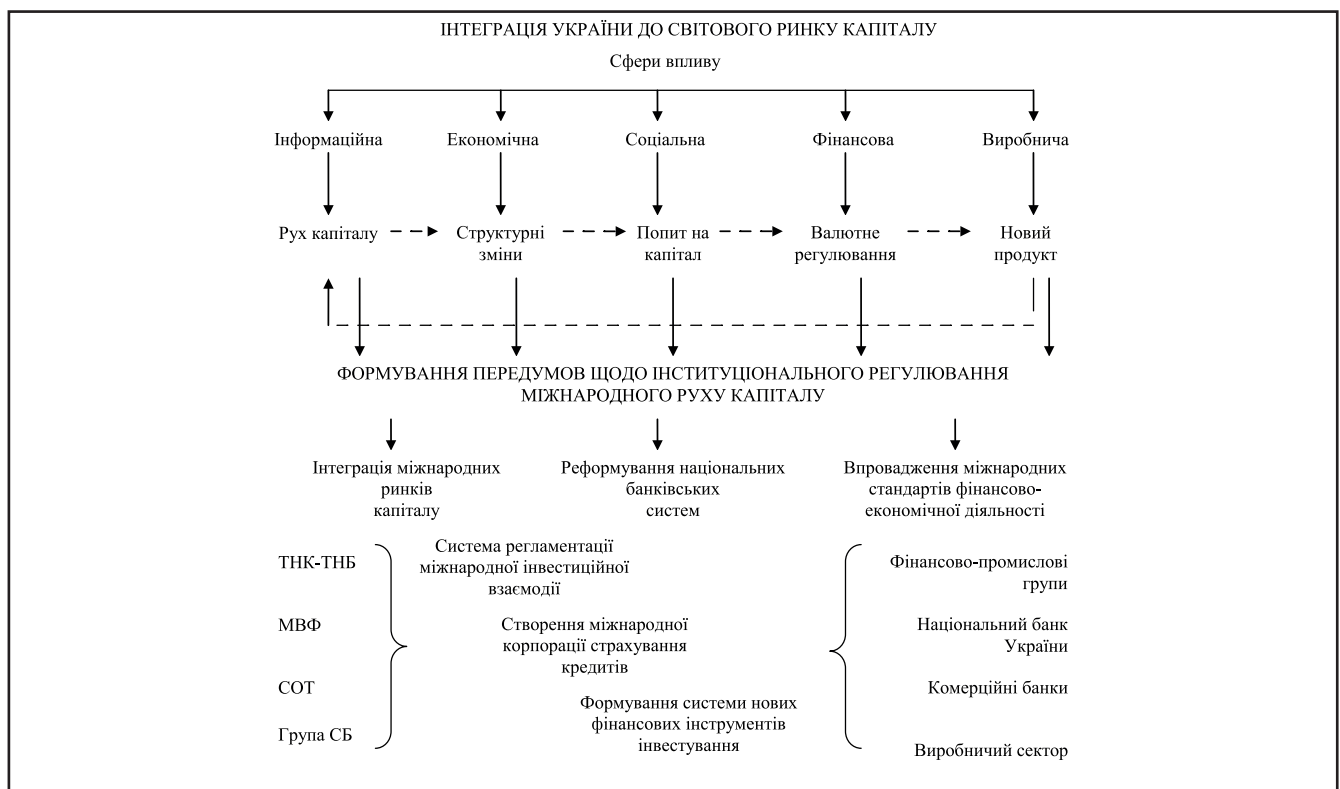 ІНТЕГРАЦІЯ УКРАЇНИ ДО СВІТОВОГО РИНКУ КАПІТАЛУ
Сфери впливу
Інформаційна
Економічна
Соціальна
Фінансова
Виробнича
Рух капіталу
Структурні
зміни
Попит на
капітал
Валютне
регулювання
Новий
продукт
ФОРМУВАННЯ ПЕРЕДУМОВ ЩОДО ІНСТИТУЦІОНАЛЬНОГО РЕГУЛЮВАННЯ
МІЖНАРОДНОГО РУХУ КАПІТАЛУ
Інтеграція міжнародних
ринків
капіталу
Реформування національних
банківських
систем
Впровадження міжнародних
стандартів фінансово-
економічної діяльності
ТНК-ТНБ
МВФ
СОТ
Група СБ
Система регламентації
міжнародної інвестиційної
взаємодії
Створення міжнародної
корпорації страхування
кредитів
Формування системи нових
фінансових інструментів
інвестування
Фінансово-промислові
групи
Національний банк
України
Комерційні банки
Виробничий сектор